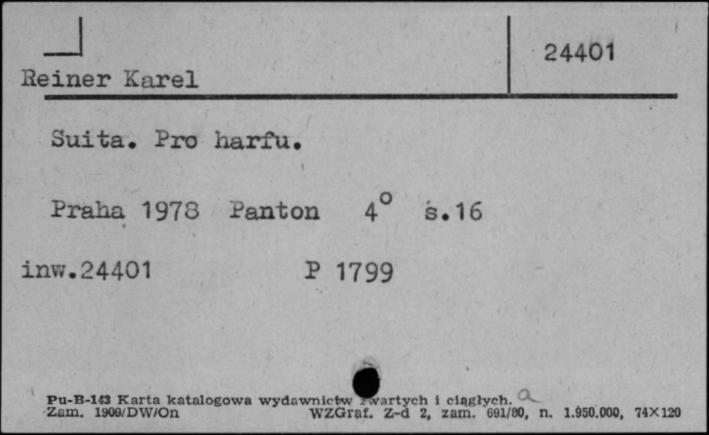 24401
Reiner Karel
Suita. Pro harfu.
Praha 1978 Panton 4° s.16
inw.24401 P 1799
Pu-B-143 Karta katalogowa wydawnictw zwartych i ciągłych. a
Zam. 1909/DW/On WZGraf. Z-d 2, zam. 691/80, n. 1.950.000, 74×120